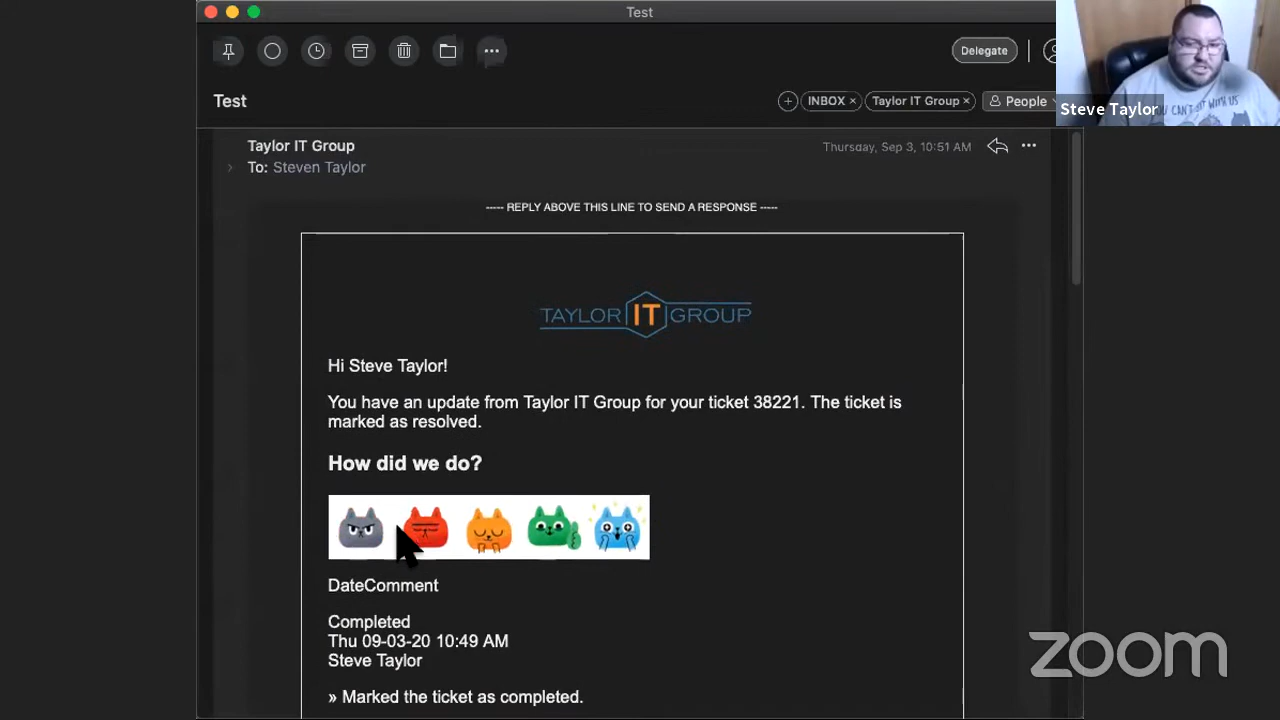 Test
Delegate
Test
INBOX ×
Taylor IT Group ×
People
Steve Taylor
Taylor IT Group
Thursday, Sep 3, 10:51 AM
To: Steven Taylor
----- REPLY ABOVE THIS LINE TO SEND A RESPONSE -----
TAYLOR IT GROUP
Hi Steve Taylor!
You have an update from Taylor IT Group for your ticket 38221. The ticket is
marked as resolved.
How did we do?
DateComment
Completed
Thu 09-03-20 10:49 AM
Steve Taylor
» Marked the ticket as completed.
zoom